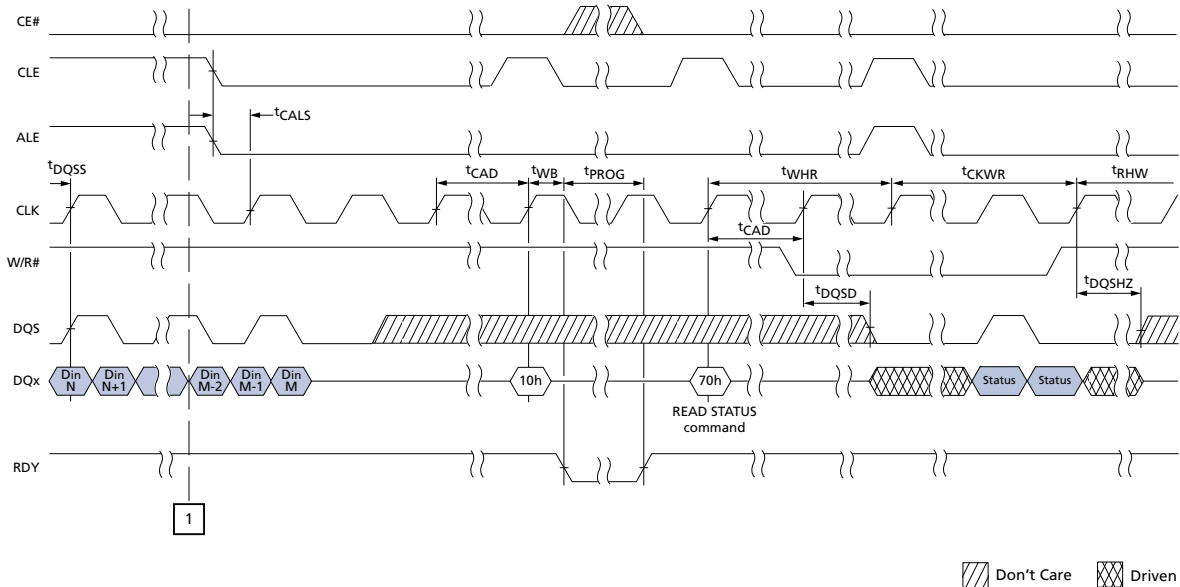 CE#
CLE
tCALS
ALE
tDQSS
tCAD
tWB
tPROG
tWHR
tCKWR
tRHW
CLK
tCAD
W/R#
tDQSD
tDQSHZ
DQS
DQx
Din N
Din N+1
Din M-2
Din M-1
Din M
10h
70h
Status
Status
READ STATUS
command
RDY
1
Don't Care
Driven